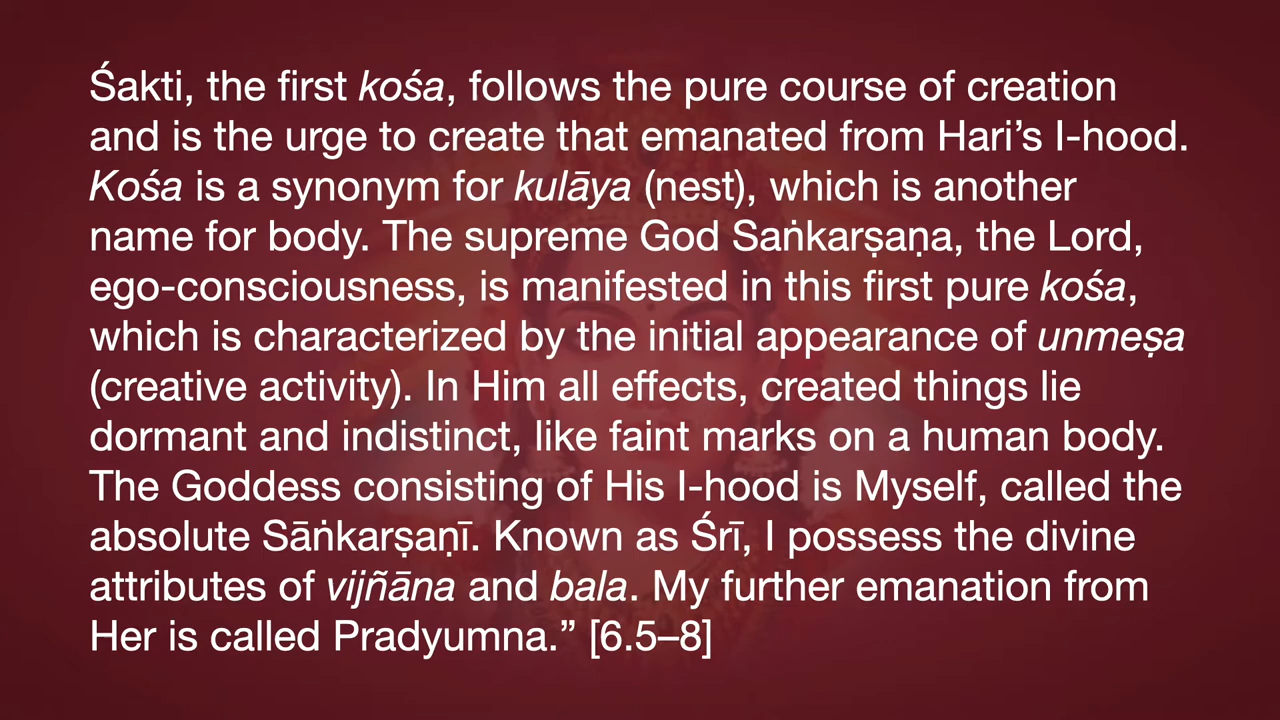 Śakti, the first kośa, follows the pure course of creation
and is the urge to create that emanated from Hari’s I-hood.
Kośa is a synonym for kulāya (nest), which is another
name for body. The supreme God Saṅkarṣaṇa, the Lord,
ego-consciousness, is manifested in this first pure kośa,
which is characterized by the initial appearance of unmeṣa
(creative activity). In Him all effects, created things lie
dormant and indistinct, like faint marks on a human body.
The Goddess consisting of His I-hood is Myself, called the
absolute Sāṅkarṣaṇī. Known as Śrī, I possess the divine
attributes of vijñāna and bala. My further emanation from
Her is called Pradyumna.” [6.5–8]